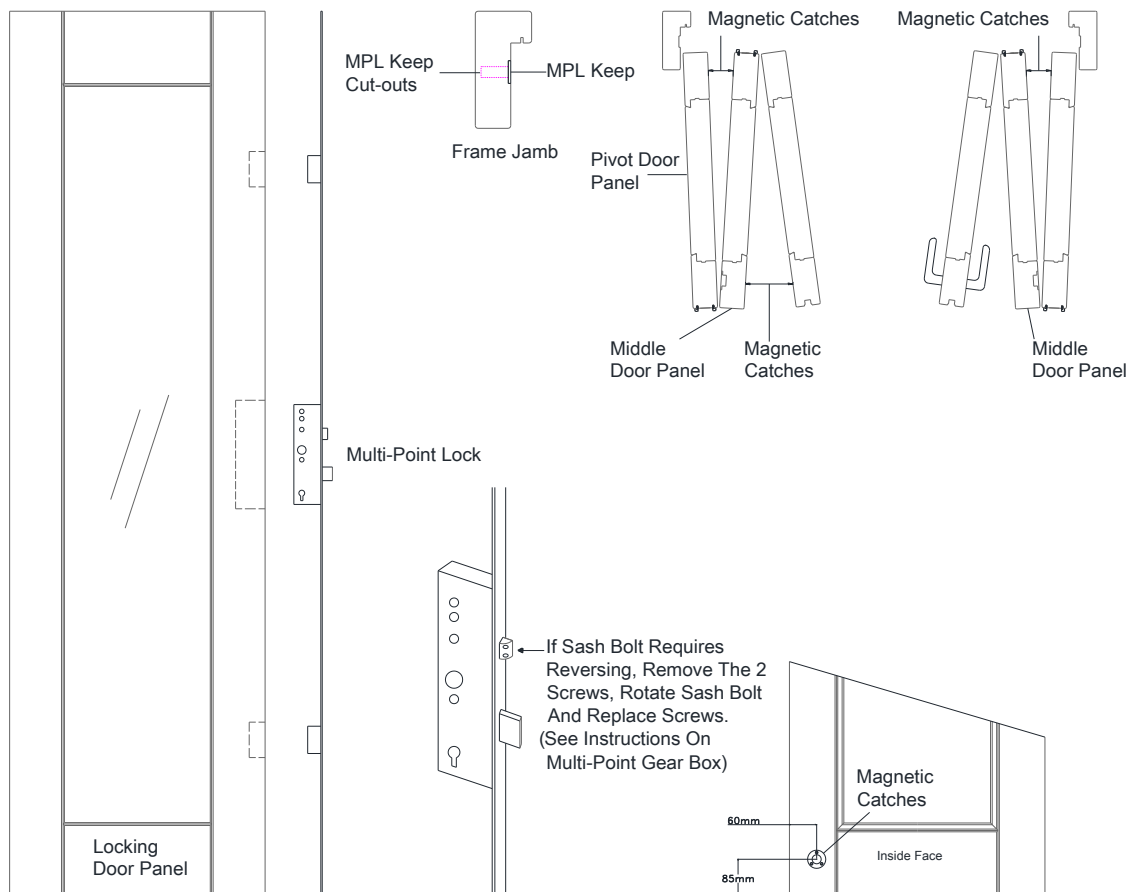 Magnetic Catches
Magnetic Catches
MPL Keep
Cut-outs
MPL Keep
Frame Jamb
Pivot Door
Panel
Middle
Door Panel
Magnetic
Catches
Middle
Door Panel
Multi-Point Lock
If Sash Bolt Requires
Reversing, Remove The 2
Screws, Rotate Sash Bolt
And Replace Screws.
(See Instructions On
Multi-Point Gear Box)
Magnetic
Catches
60mm
Inside Face
85mm
Locking
Door Panel